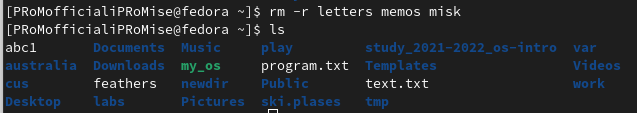 [PRoMofficialiPRoMise@fedora ~]$ rm -r letters memos misk
[PRoMofficialiPRoMise@fedora ~]$ ls
abc1 Documents Music play study_2021-2022_os-intro var
australia Downloads my_os program.txt Templates Videos
cus feathers newdir Public text.txt work
Desktop labs Pictures ski.plases tmp